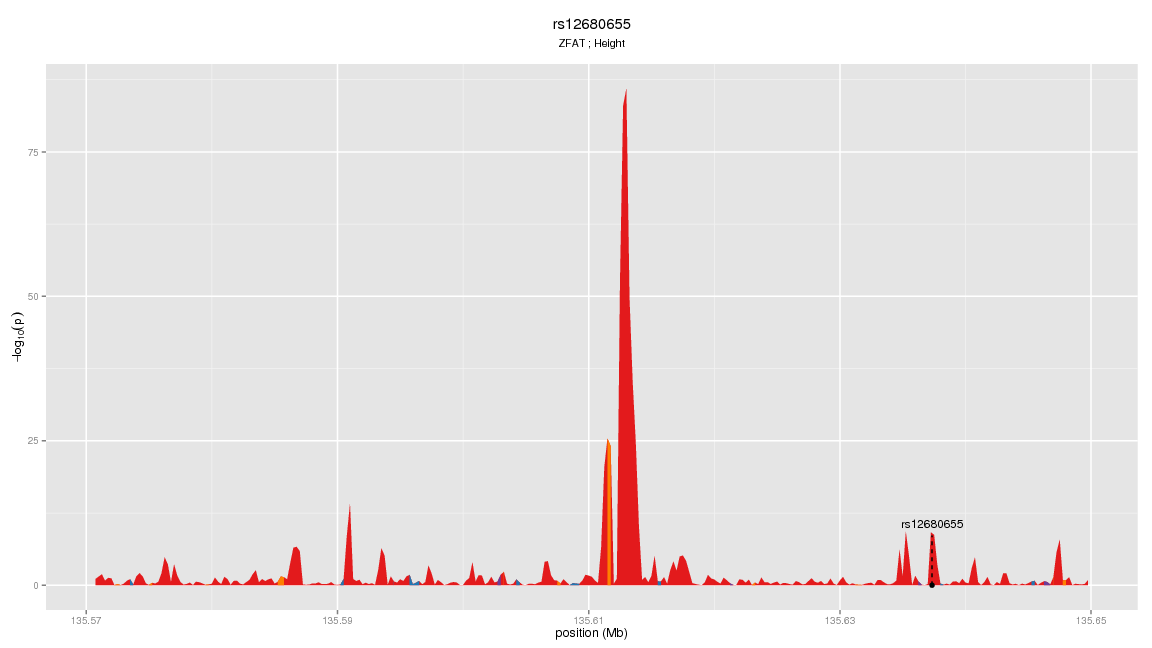 rs12680655
ZFAT ; Height
75
50
25
0
−log10(p)
rs12680655
135.57
135.59
135.61
135.63
135.65
position (Mb)